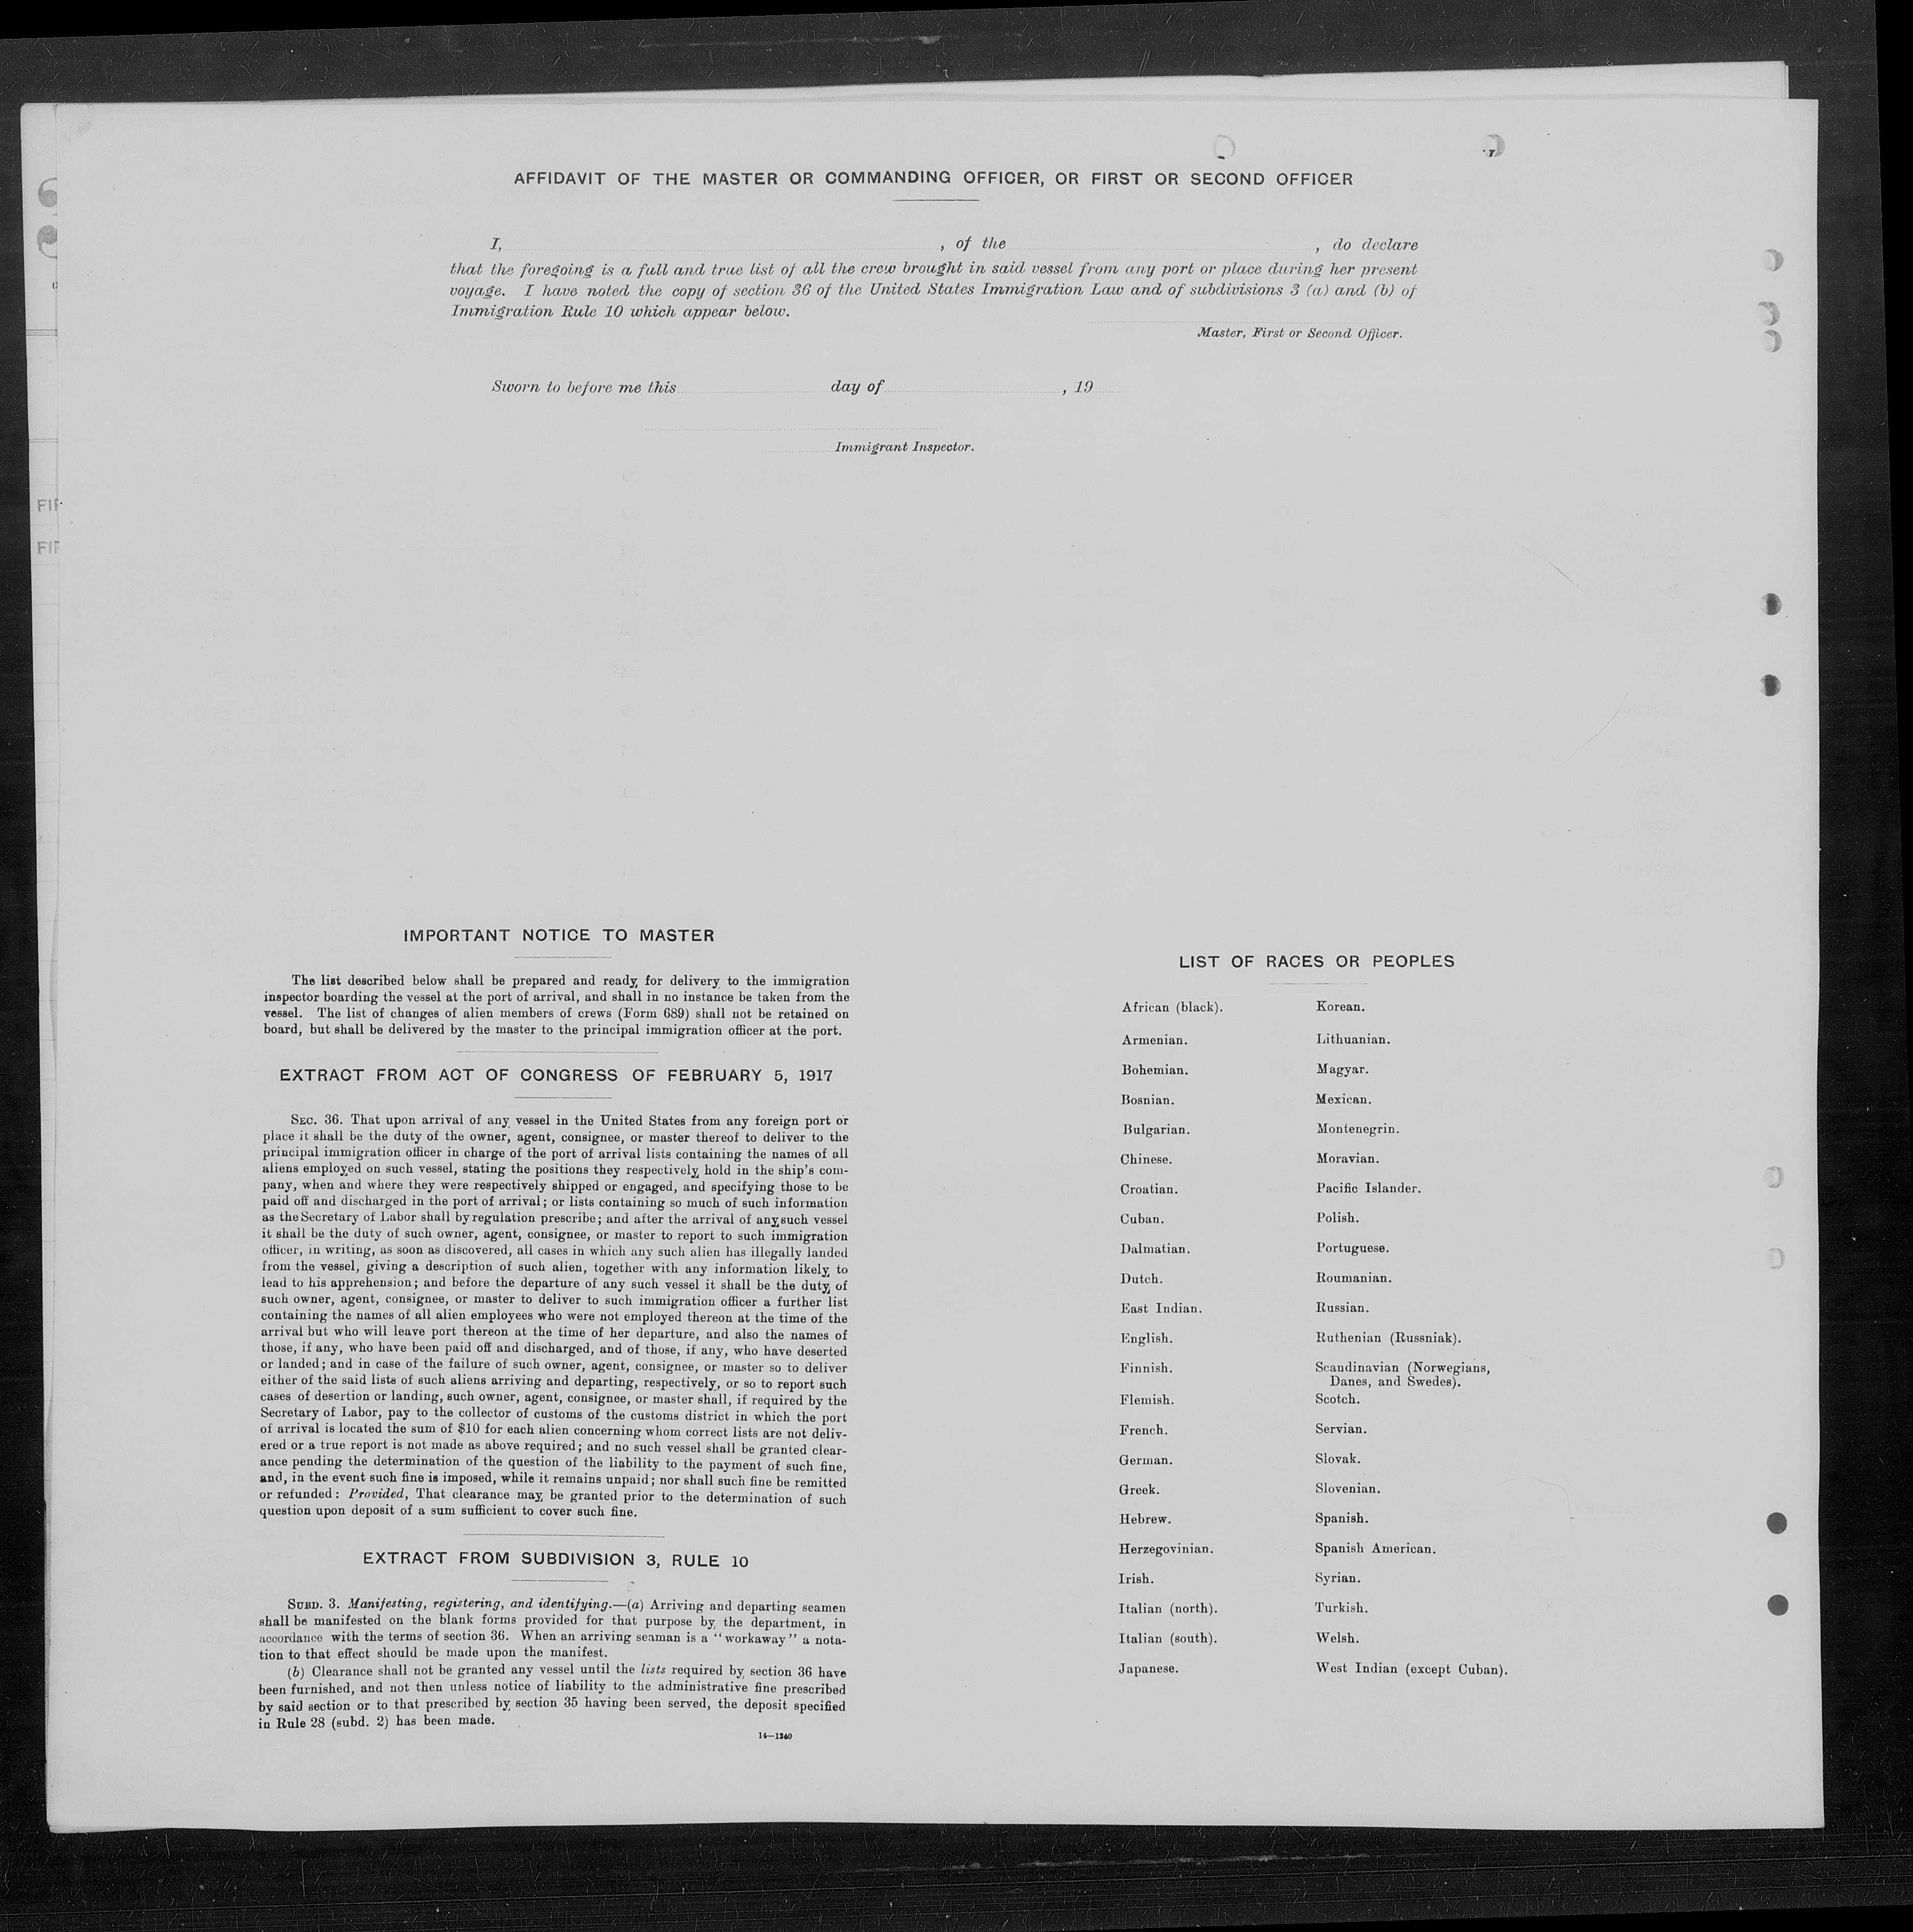 AFFIDAVIT OF THE MASTER OR COMMANDING OFFICER, OR FIRST OR SECOND OFFICER
I, , of the , do declare
that the foregoing is a full and true list of all the crew brought in said vessel from any port or place during her present
voyage. I have noted the copy of section 36 of the United States Immigration Law and of subdivisions 3 (a) and (b) of
Immigration Rule 10 which appear below.
Master, First or Second Officer.
Sworn to before me this day of , 19
Immigrant Inspector.
FIR
FIF
IMPORTANT NOTICE TO MASTER
The list described below shall be prepared and ready for delivery to the immigration
inspector boarding the vessel at the port of arrival, and shall in no instance be taken from the
vessel. The list of changes of alien members of crews (Form 689) shall not be retained on
board, but shall be delivered by the master to the principal immigration officer at the port.
EXTRACT FROM ACT OF CONGRESS OF FEBRUARY 5, 1917
SEC. 36. That upon arrival of any vessel in the United States from any foreign port or
place it shall be the duty of the owner, agent, consignee, or master thereof to deliver to the
principal immigration officer in charge of the port of arrival lists containing the names of all
aliens employed on such vessel, stating the positions they respectively hold in the ship's com-
pany, when and where they were respectively shipped or engaged, and specifying those to be
paid off and discharged in the port of arrival; or lists containing so much of such information
as the Secretary of Labor shall by regulation prescribe; and after the arrival of any such vessel
it shall be the duty of such owner, agent, consignee, or master to report to such immigration
officer, in writing, as soon as discovered, all cases in which any such alien has illegally landed
from the vessel, giving a description of such alien, together with any information likely to
lead to his apprehension; and before the departure of any such vessel it shall be the duty of
such owner, agent, consignee, or master to deliver to such immigration officer a further list
containing the names of all alien employees who were not employed thereon at the time of the
arrival but who will leave port thereon at the time of her departure, and also the names of
those, if any, who have been paid off and discharged, and of those, if any, who have deserted
or landed; and in case of the failure of such owner, agent, consignee, or master so to deliver
either of the said lists of such aliens arriving and departing, respectively, or so to report such
cases of desertion or landing, such owner, agent, consignee, or master shall, if required by the
Secretary of Labor, pay to the collector of customs of the customs district in which the port
of arrival is located the sum of $10 for each alien concerning whom correct lists are not deliv-
ered or a true report is not made as above required; and no such vessel shall be granted clear-
ance pending the determination of the question of the liability to the payment of such fine,
and, in the event such fine is imposed, while it remains unpaid; nor shall such fine be remitted
or refunded: Provided, That clearance may be granted prior to the determination of such
question upon deposit of a sum sufficient to cover such fine.
EXTRACT FROM SUBDIVISION 3, RULE 10
SUBD. 3. Manifesting, registering, and identifying.—(a) Arriving and departing seamen
shall be manifested on the blank forms provided for that purpose by the department, in
accordance with the terms of section 36. When an arriving seaman is a "workaway" a nota-
tion to that effect should be made upon the manifest.
(b) Clearance shall not be granted any vessel until the lists required by section 36 have
been furnished, and not then unless notice of liability to the administrative fine prescribed
by said section or to that prescribed by section 35 having been served, the deposit specified
in Rule 28 (subd. 2) has been made.
14—1240
LIST OF RACES OR PEOPLES
African (black).
Armenian.
Bohemian.
Bosnian.
Bulgarian.
Chinese.
Croatian.
Cuban.
Dalmatian.
Dutch.
East Indian.
English.
Finnish.
Flemish.
French.
German.
Greek.
Hebrew.
Herzegovinian.
Irish.
Italian (north).
Italian (south).
Japanese.
Korean.
Lithuanian.
Magyar.
Mexican.
Montenegrin.
Moravian.
Pacific Islander.
Polish.
Portuguese.
Roumanian.
Russian.
Ruthenian (Russniak).
Scandinavian (Norwegians,
Danes, and Swedes).
Scotch.
Servian.
Slovak.
Slovenian.
Spanish.
Spanish American.
Syrian.
Turkish.
Welsh.
West Indian (except Cuban).